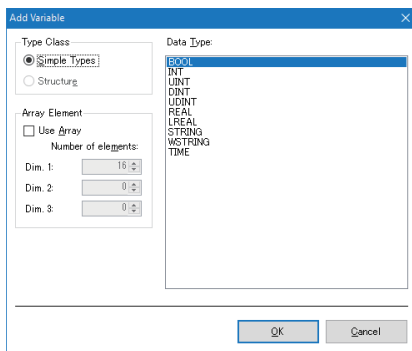 Add Variable
Type Class
Simple Types
Structure
Array Element
Use Array
Number of elements:
Dim. 1: 16
Dim. 2: 0
Dim. 3: 0
Data Type:
BOOL
INT
UINT
DINT
UDINT
REAL
LREAL
STRING
WSTRING
TIME
OK
Cancel